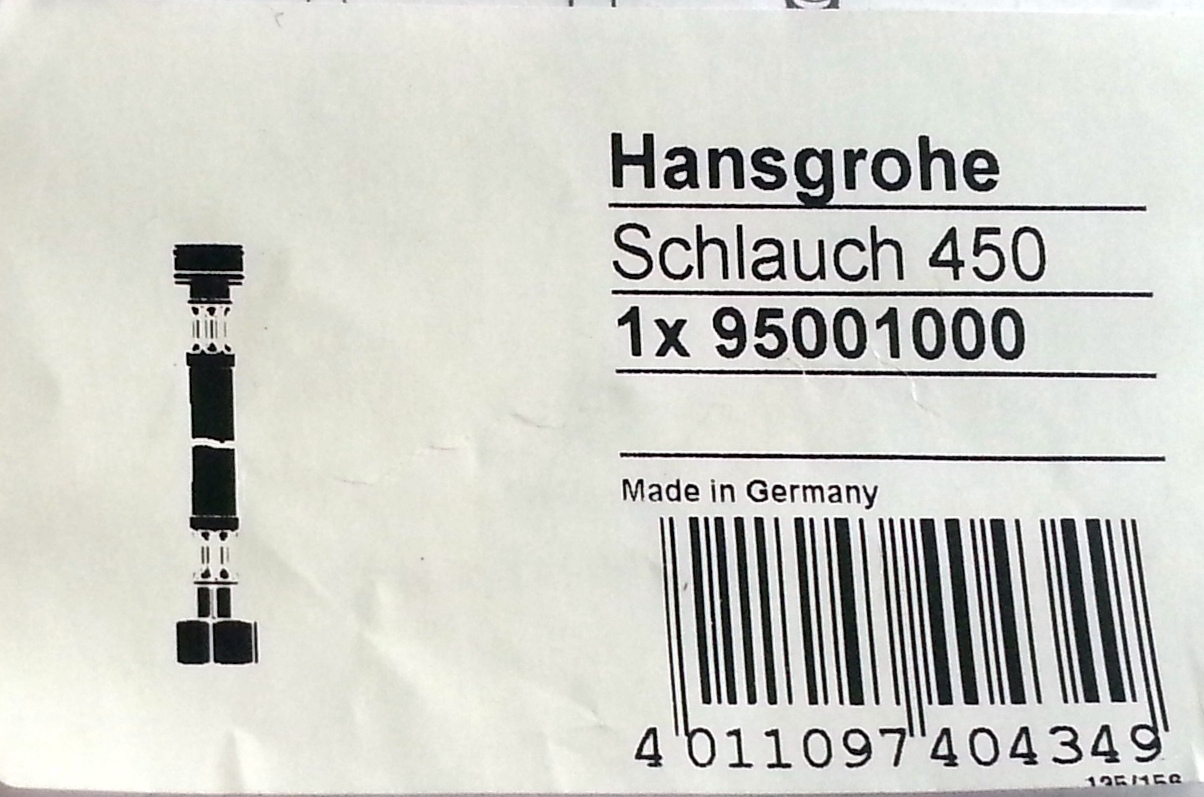 Hansgrohe
Schlauch 450
1x 95001000
Made in Germany
4 011097 404349